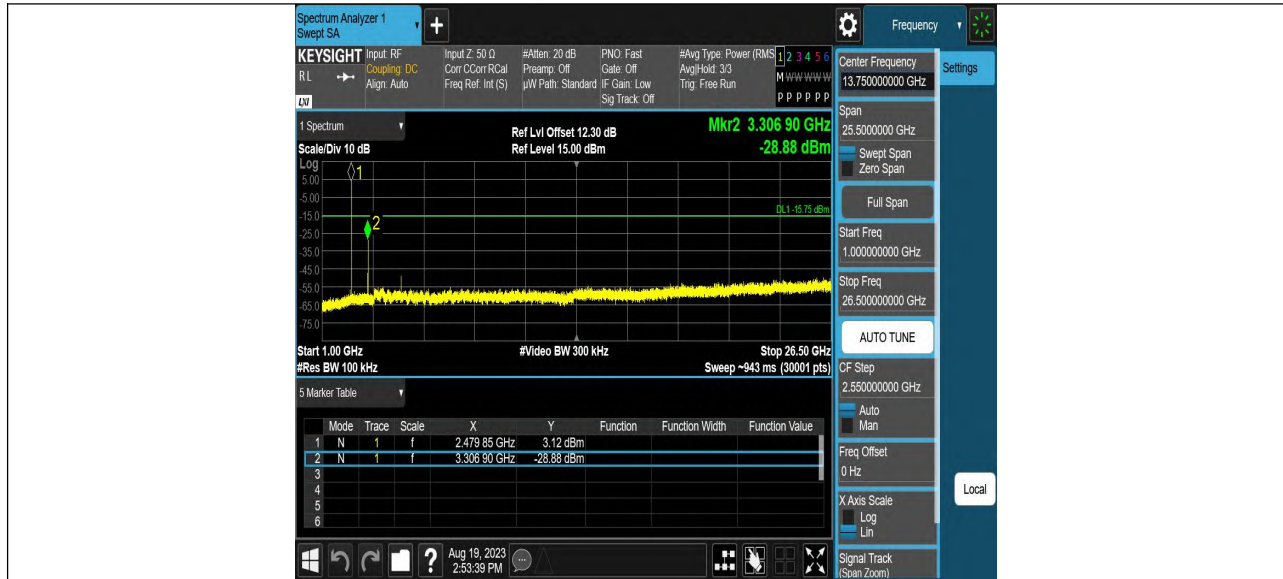 Spectrum Analyzer 1
Swept SA
+
Frequency
KEYSIGHT
RL
LXI
Input: RF
Coupling: DC
Align: Auto
Input Z: 50 Ω
Corr CCorr RCal
Freq Ref: Int (S)
#Atten: 20 dB
Preamp: Off
µW Path: Standard
PNO: Fast
Gate: Off
IF Gain: Low
Sig Track: Off
#Avg Type: Power (RMS
Avg|Hold: 3/3
Trig: Free Run
1 2 3 4 5 6
M W W W W W
P P P P P P
1 Spectrum
Scale/Div 10 dB
Ref Lvl Offset 12.30 dB
Ref Level 15.00 dBm
Mkr2 3.306 90 GHz
-28.88 dBm
Log
5.00
-5.00
-15.0
-25.0
-35.0
-45.0
-55.0
-65.0
-75.0
1
2
DL1 -15.75 dBm
Start 1.00 GHz
#Res BW 100 kHz
#Video BW 300 kHz
Stop 26.50 GHz
Sweep ~943 ms (30001 pts)
5 Marker Table
Mode Trace Scale X Y Function Function Width Function Value
1 N 1 f 2.479 85 GHz 3.12 dBm
2 N 1 f 3.306 90 GHz -28.88 dBm
3
4
5
6
?
Aug 19, 2023
2:53:39 PM
Center Frequency
13.750000000 GHz
Span
25.5000000 GHz
Swept Span
Zero Span
Full Span
Start Freq
1.000000000 GHz
Stop Freq
26.500000000 GHz
AUTO TUNE
CF Step
2.550000000 GHz
Auto
Man
Freq Offset
0 Hz
X Axis Scale
Log
Lin
Signal Track
(Span Zoom)
Settings
Local